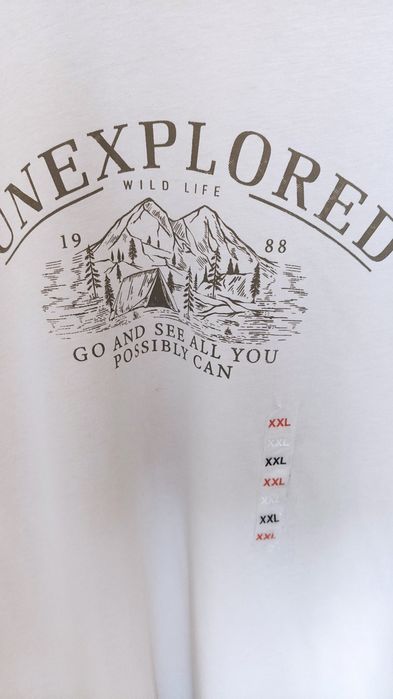 UNEXPLORED
WILD LIFE
19 88
GO AND SEE ALL YOU
POSSIBLY CAN
XXL
XXL
XXL
XXL
XXL
XXL
XXL